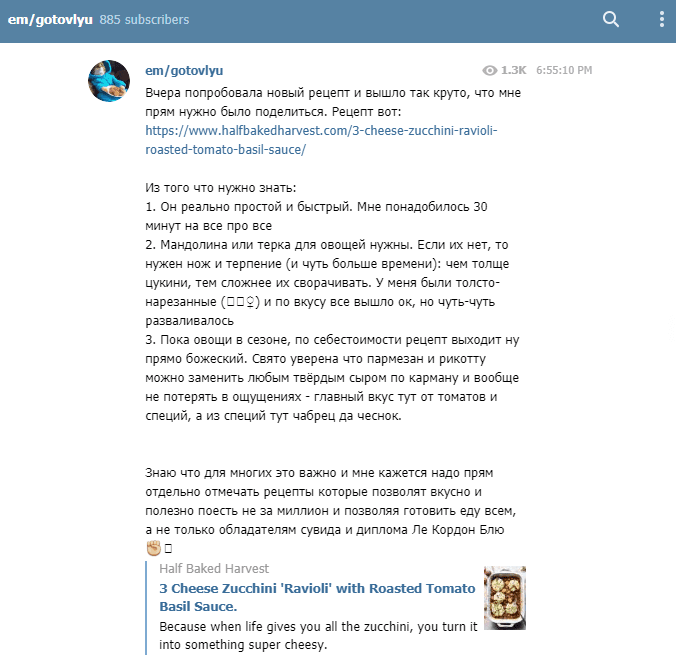 em/gotovlyu 885 subscribers
em/gotovlyu 1.3K 6:55:10 PM
Вчера попробовала новый рецепт и вышло так круто, что мне
прям нужно было поделиться. Рецепт вот:
https://www.halfbakedharvest.com/3-cheese-zucchini-ravioli-
roasted-tomato-basil-sauce/
Из того что нужно знать:
1. Он реально простой и быстрый. Мне понадобилось 30
минут на все про все
2. Мандолина или терка для овощей нужны. Если их нет, то
нужен нож и терпение (и чуть больше времени): чем толще
цукини, тем сложнее их сворачивать. У меня были толсто-
нарезанные (▯▯♀) и по вкусу все вышло ок, но чуть-чуть
разваливалось
3. Пока овощи в сезоне, по себестоимости рецепт выходит ну
прямо божеский. Свято уверена что пармезан и рикотту
можно заменить любым твёрдым сыром по карману и вообще
не потерять в ощущениях - главный вкус тут от томатов и
специй, а из специй тут чабрец да чеснок.
Знаю что для многих это важно и мне кажется надо прям
отдельно отмечать рецепты которые позволят вкусно и
полезно поесть не за миллион и позволяя готовить еду всем,
а не только обладателям сувида и диплома Ле Кордон Блю
✊🏼▯
Half Baked Harvest
3 Cheese Zucchini 'Ravioli' with Roasted Tomato
Basil Sauce.
Because when life gives you all the zucchini, you turn it
into something super cheesy.